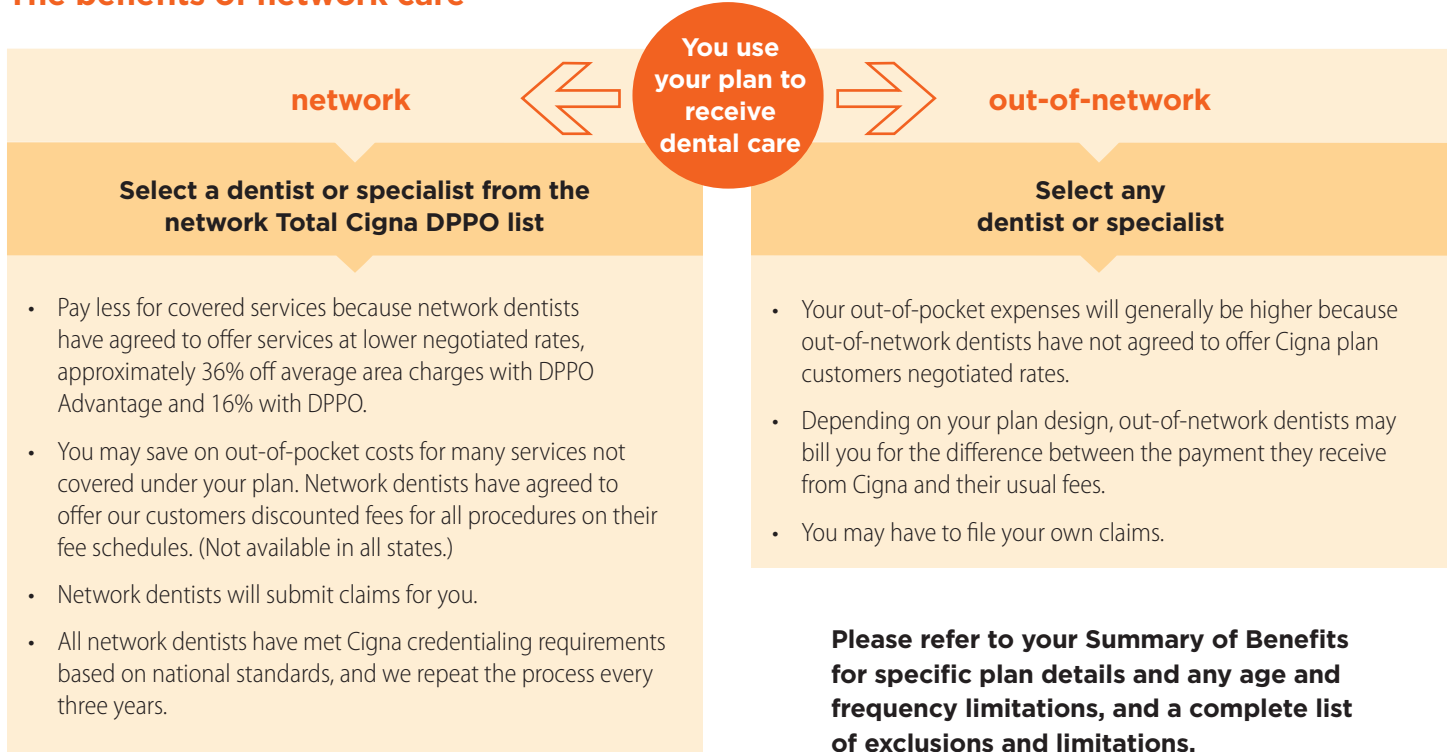 The benefits of network care
You use
your plan to
receive
dental care
network
Select a dentist or specialist from the
network Total Cigna DPPO list
• Pay less for covered services because network dentists
have agreed to offer services at lower negotiated rates,
approximately 36% off average area charges with DPPO
Advantage and 16% with DPPO.
• You may save on out-of-pocket costs for many services not
covered under your plan. Network dentists have agreed to
offer our customers discounted fees for all procedures on their
fee schedules. (Not available in all states.)
• Network dentists will submit claims for you.
• All network dentists have met Cigna credentialing requirements
based on national standards, and we repeat the process every
three years.
out-of-network
Select any
dentist or specialist
• Your out-of-pocket expenses will generally be higher because
out-of-network dentists have not agreed to offer Cigna plan
customers negotiated rates.
• Depending on your plan design, out-of-network dentists may
bill you for the difference between the payment they receive
from Cigna and their usual fees.
• You may have to file your own claims.
Please refer to your Summary of Benefits
for specific plan details and any age and
frequency limitations, and a complete list
of exclusions and limitations.